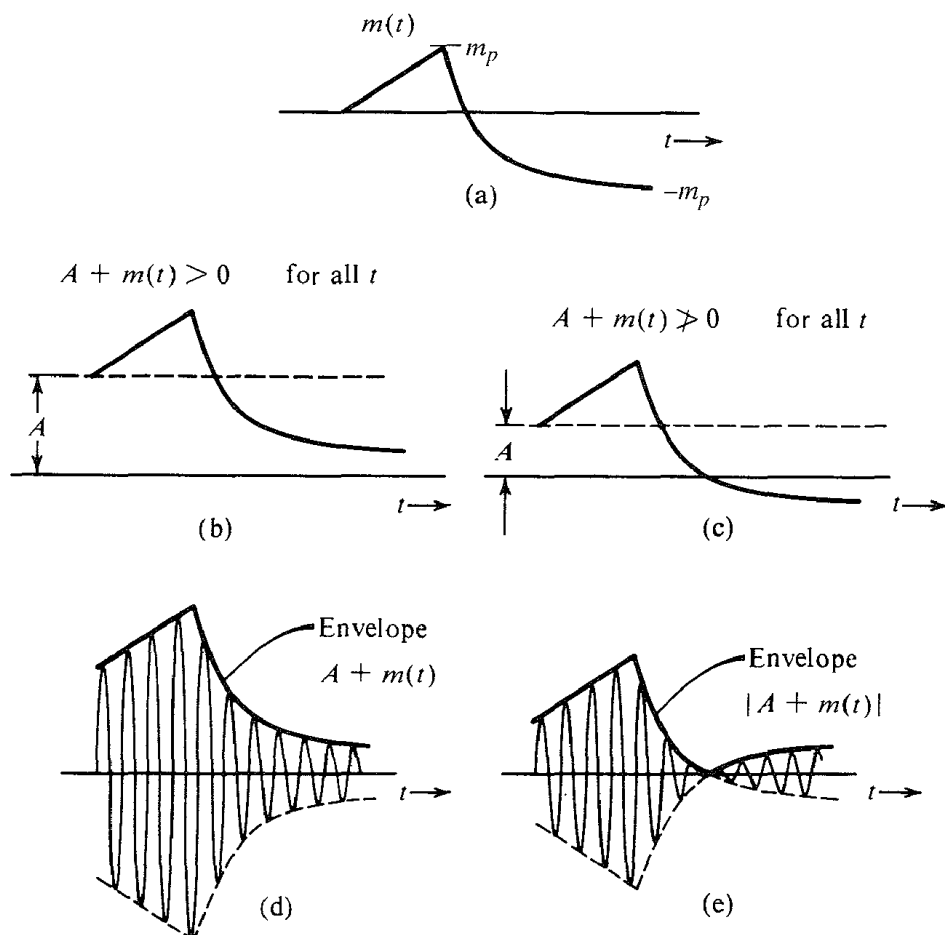 m(t)
m_p
t
-m_p
(a)
A + m(t) > 0 for all t
A + m(t) ≯ 0 for all t
A
t
(b)
A
t
(c)
Envelope
A + m(t)
t
(d)
Envelope
|A + m(t)|
t
(e)